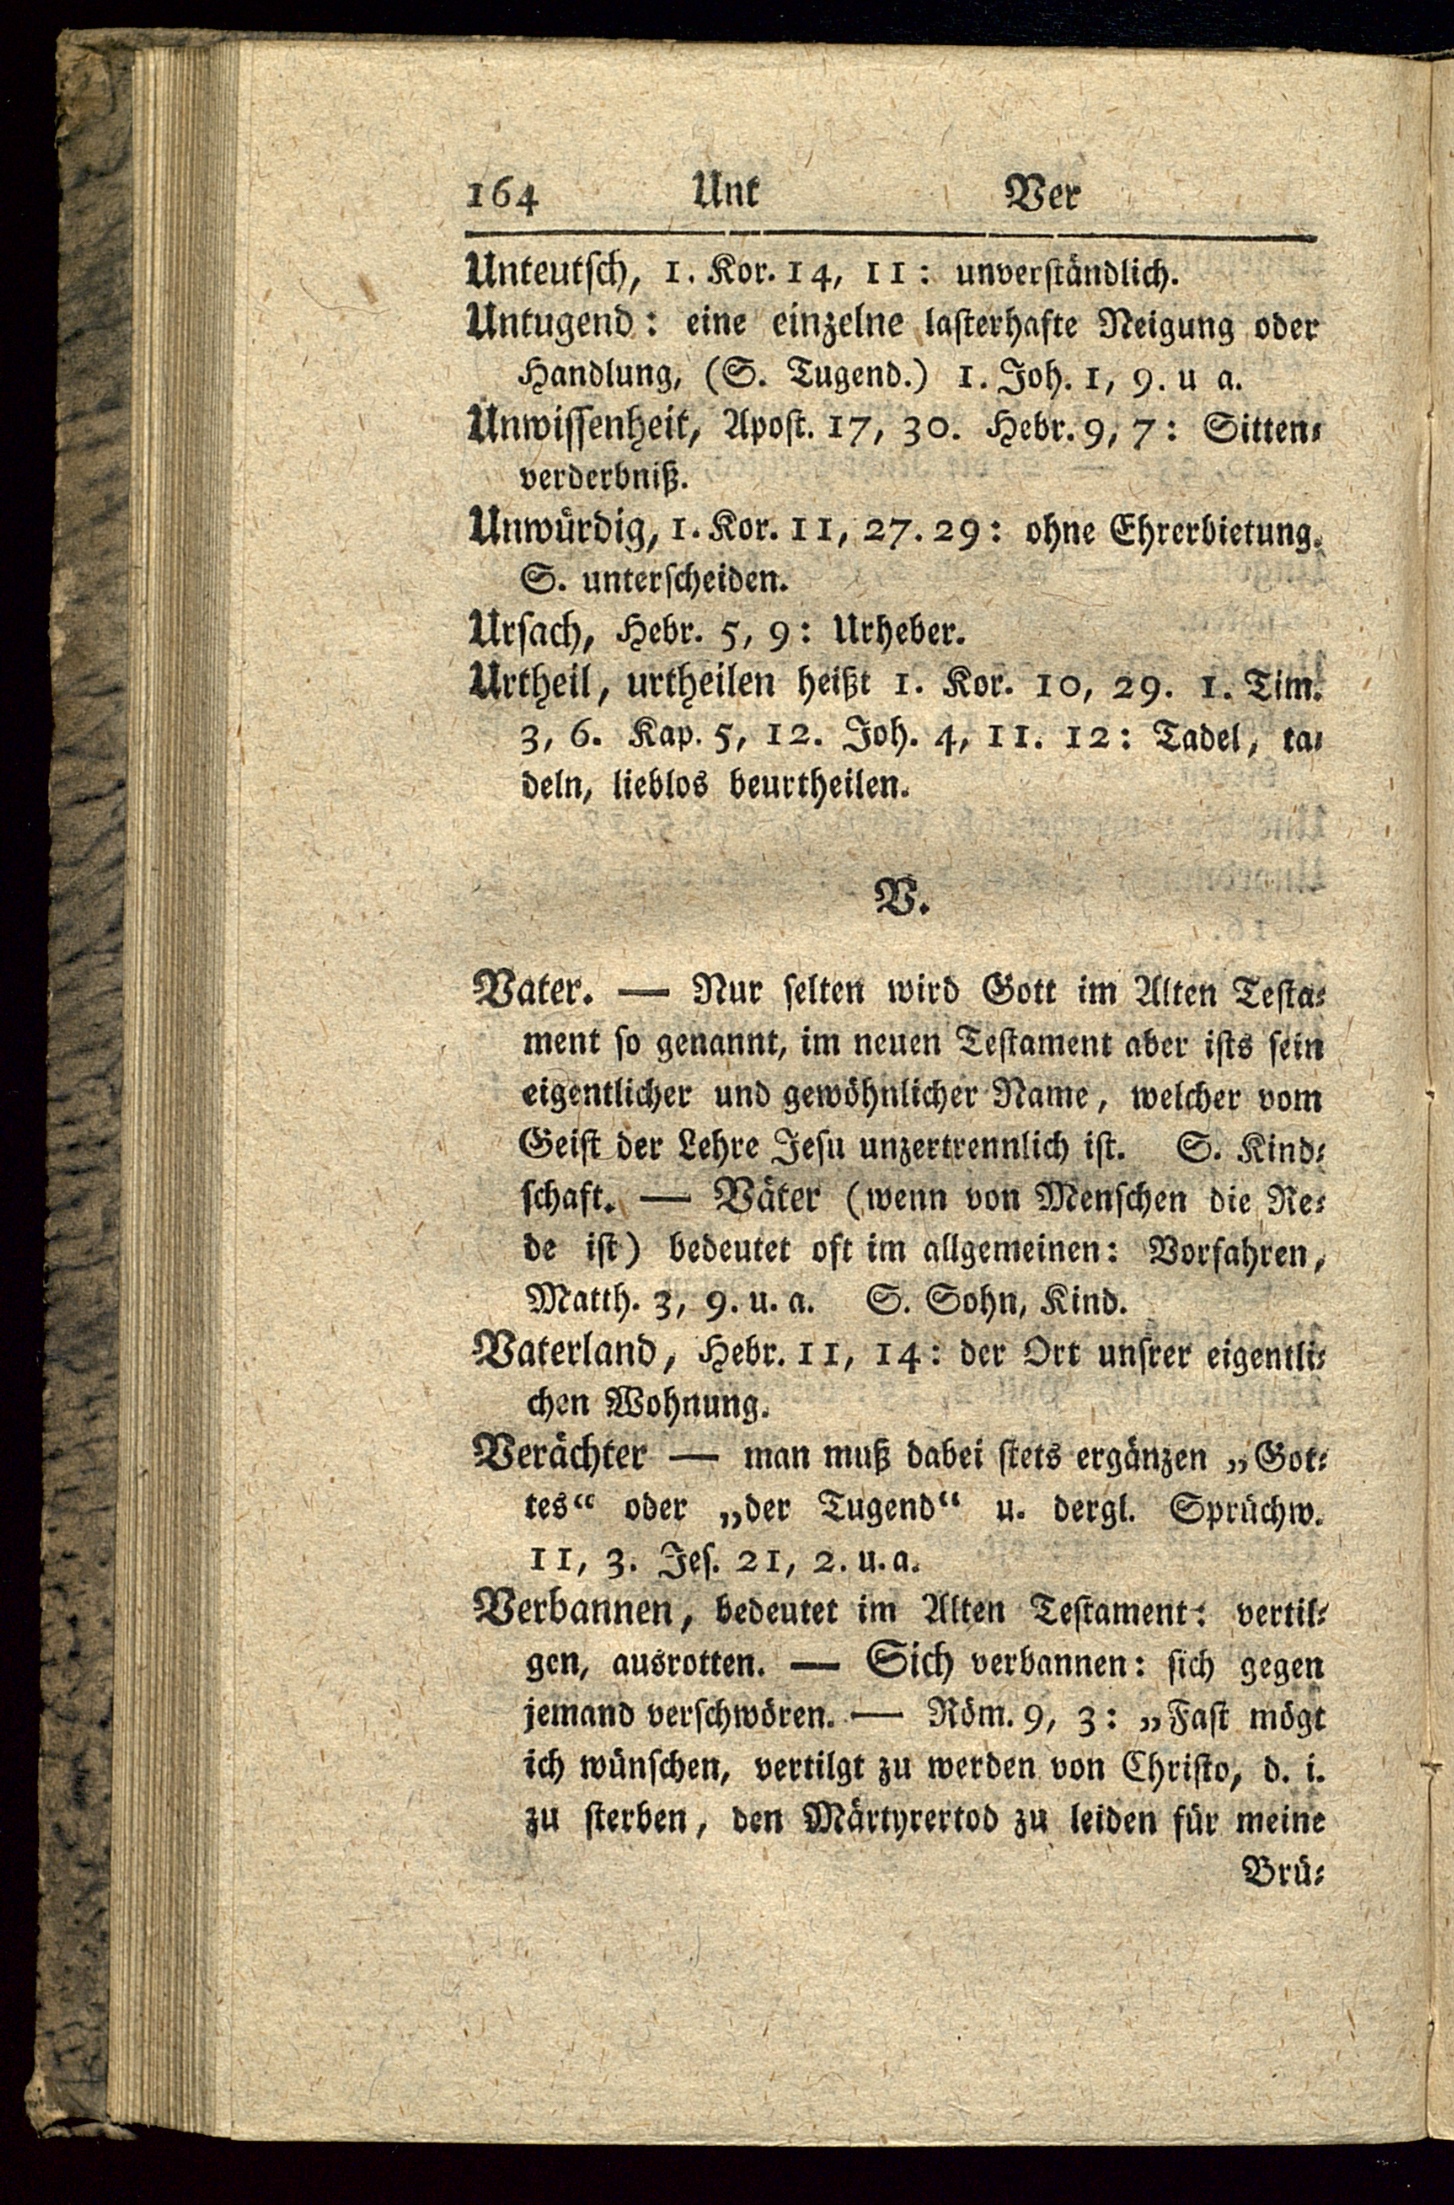 164 Unt Ver
Unteutsch, 1. Kor. 14, 11: unverständlich.
Untugend: eine einzelne lasterhafte Neigung oder
Handlung, (S. Tugend.) 1. Joh. 1, 9. u a.
Unwissenheit, Apost. 17, 30. Hebr. 9, 7: Sitten-
verderbniß.
Unwürdig, 1. Kor. 11, 27. 29: ohne Ehrerbietung.
S. unterscheiden.
Ursach, Hebr. 5, 9: Urheber.
Urtheil, urtheilen heißt 1. Kor. 10, 29. 1. Tim.
3, 6. Kap. 5, 12. Joh. 4, 11. 12: Tadel, ta-
deln, lieblos beurtheilen.
V.
Vater. — Nur selten wird Gott im Alten Testa-
ment so genannt, im neuen Testament aber ists sein
eigentlicher und gewöhnlicher Name, welcher vom
Geist der Lehre Jesu unzertrennlich ist. S. Kind-
schaft. — Väter (wenn von Menschen die Re-
de ist) bedeutet oft im allgemeinen: Vorfahren,
Matth. 3, 9. u. a. S. Sohn, Kind.
Vaterland, Hebr. 11, 14: der Ort unsrer eigentli-
chen Wohnung.
Verächter — man muß dabei stets ergänzen „Got-
tes“ oder „der Tugend“ u. dergl. Sprüchw.
11, 3. Jes. 21, 2. u. a.
Verbannen, bedeutet im Alten Testament: vertil-
gen, ausrotten. — Sich verbannen: sich gegen
jemand verschwören. — Röm. 9, 3: „Fast mögt
ich wünschen, vertilgt zu werden von Christo, d. i.
zu sterben, den Märtyrertod zu leiden für meine
Brü-